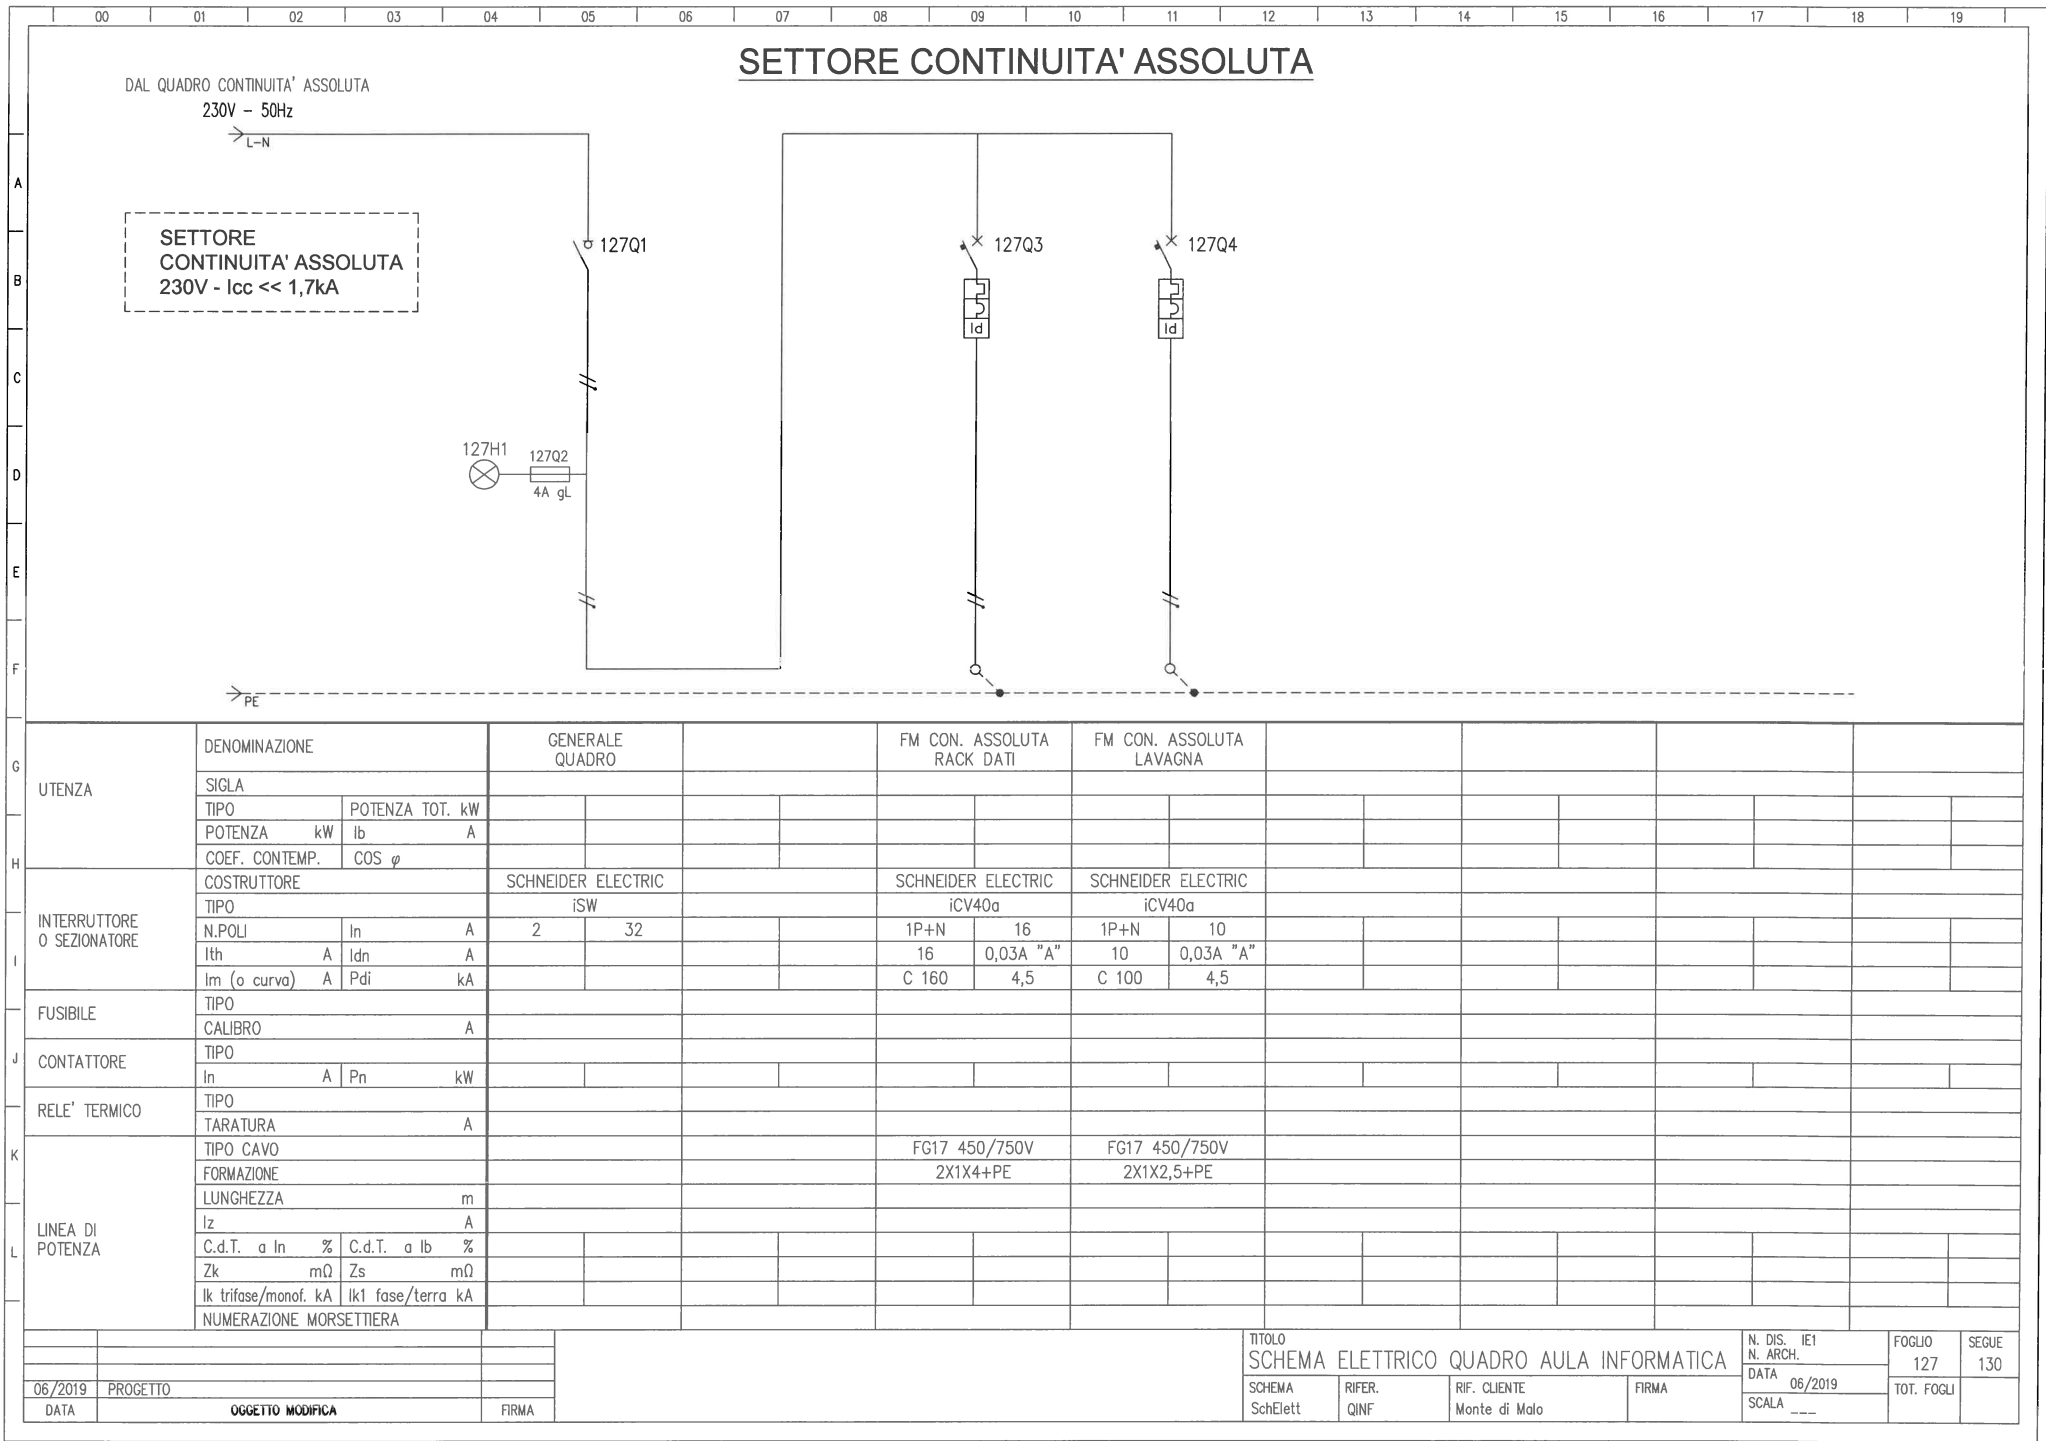 00 01 02 03 04 05 06 07 08 09 10 11 12 13 14 15 16 17 18 19
SETTORE CONTINUITA' ASSOLUTA
DAL QUADRO CONTINUITA' ASSOLUTA
230V – 50Hz
L–N
A
SETTORE
CONTINUITA' ASSOLUTA
230V - Icc << 1,7kA
127Q1
127Q3
127Q4
B
Id
Id
C
127H1
127Q2
4A gL
D
E
F
PE
G
UTENZA
DENOMINAZIONE
GENERALE
QUADRO
FM CON. ASSOLUTA
RACK DATI
FM CON. ASSOLUTA
LAVAGNA
SIGLA
TIPO POTENZA TOT. kW
POTENZA kW Ib A
COEF. CONTEMP. COS φ
H
INTERRUTTORE
O SEZIONATORE
COSTRUTTORE SCHNEIDER ELECTRIC SCHNEIDER ELECTRIC SCHNEIDER ELECTRIC
TIPO iSW iCV40a iCV40a
N.POLI In A 2 32 1P+N 16 1P+N 10
Ith A Idn A 16 0,03A "A" 10 0,03A "A"
I
Im (o curva) A Pdi kA C 160 4,5 C 100 4,5
FUSIBILE
TIPO
CALIBRO A
J
CONTATTORE
TIPO
In A Pn kW
RELE' TERMICO
TIPO
TARATURA A
K
LINEA DI
POTENZA
TIPO CAVO FG17 450/750V FG17 450/750V
FORMAZIONE 2X1X4+PE 2X1X2,5+PE
LUNGHEZZA m
Iz A
L
C.d.T. a In % C.d.T. a Ib %
Zk mΩ Zs mΩ
Ik trifase/monof. kA Ik1 fase/terra kA
NUMERAZIONE MORSETTIERA
06/2019 PROGETTO
DATA OGGETTO MODIFICA FIRMA
TITOLO
SCHEMA ELETTRICO QUADRO AULA INFORMATICA
SCHEMA
SchElett
RIFER.
QINF
RIF. CLIENTE
Monte di Malo
FIRMA
N. DIS. IE1
N. ARCH.
DATA
06/2019
SCALA ___
FOGLIO
127
SEGUE
130
TOT. FOGLI